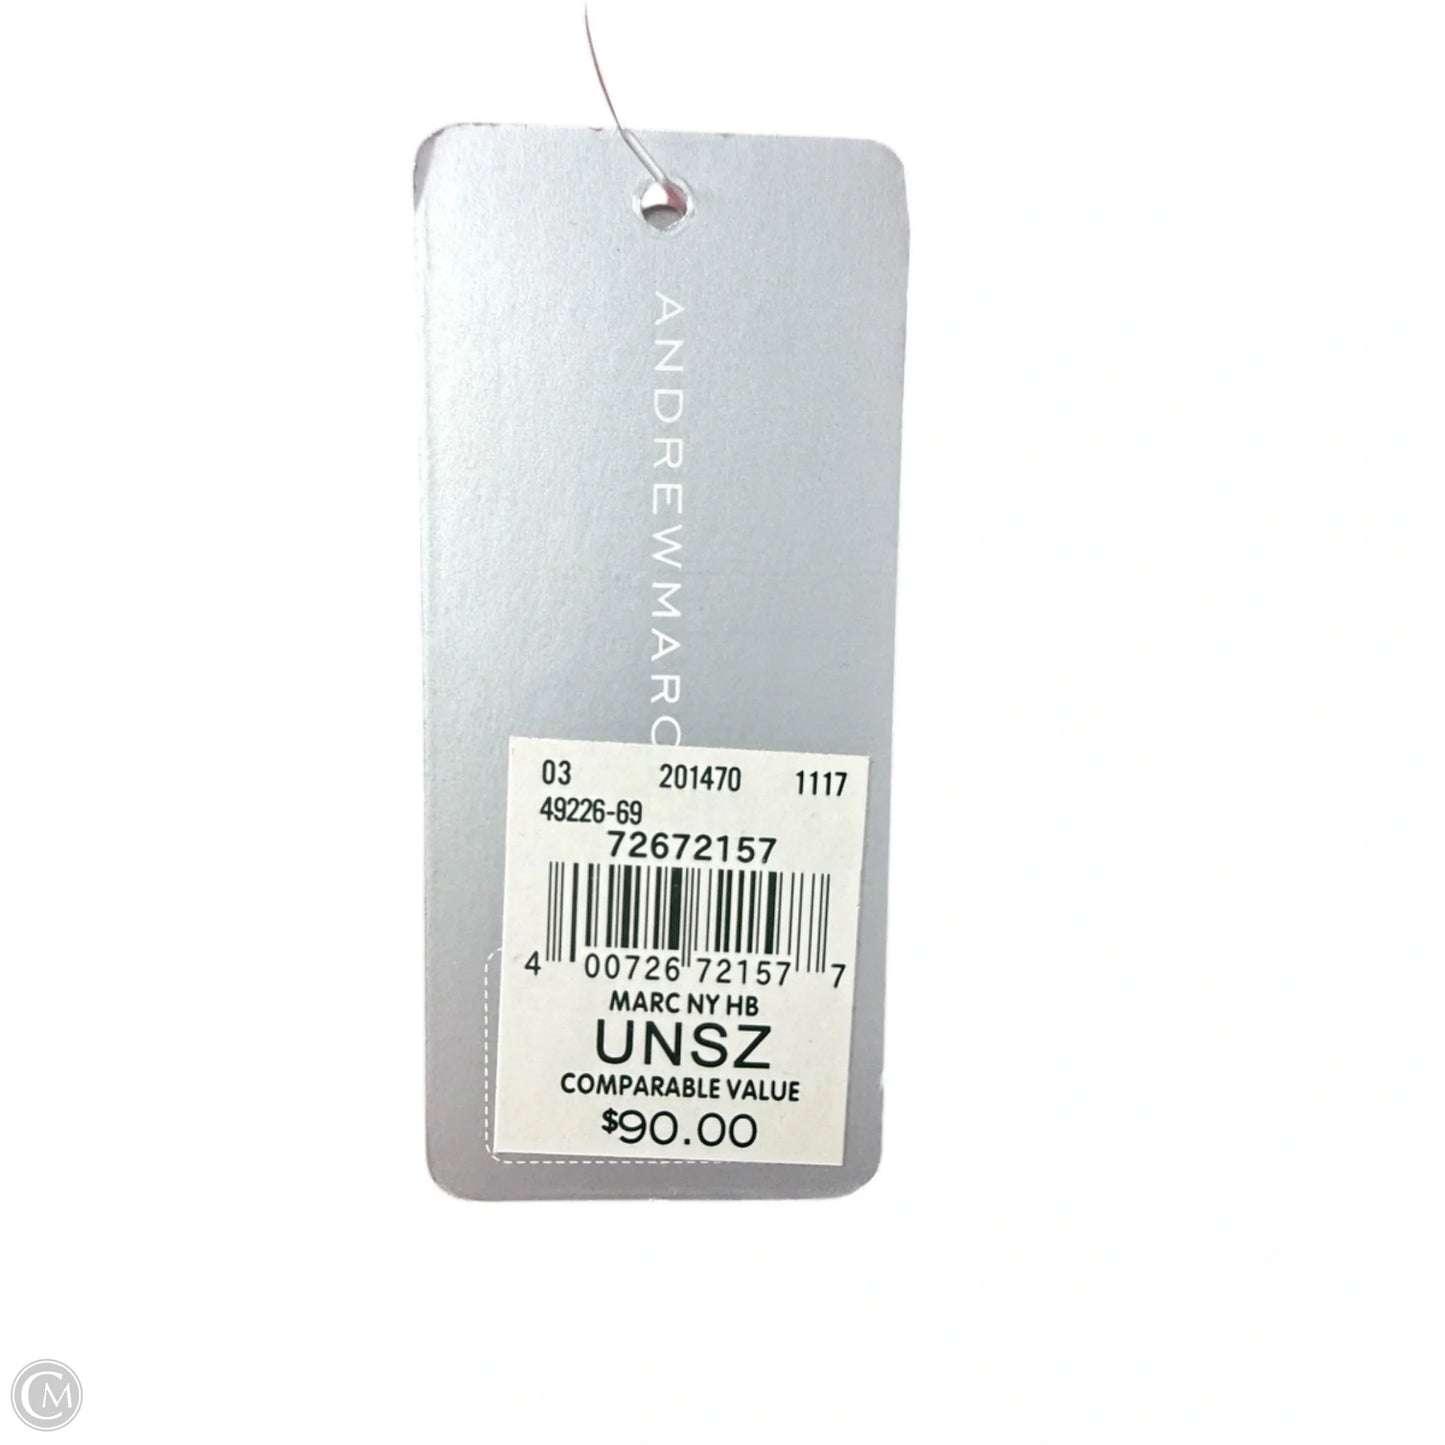 ANDREWMARC
03 201470 1117
49226-69
72672157
4 00726 72157 7
MARC NY HB
UNSZ
COMPARABLE VALUE
$90.00
CM